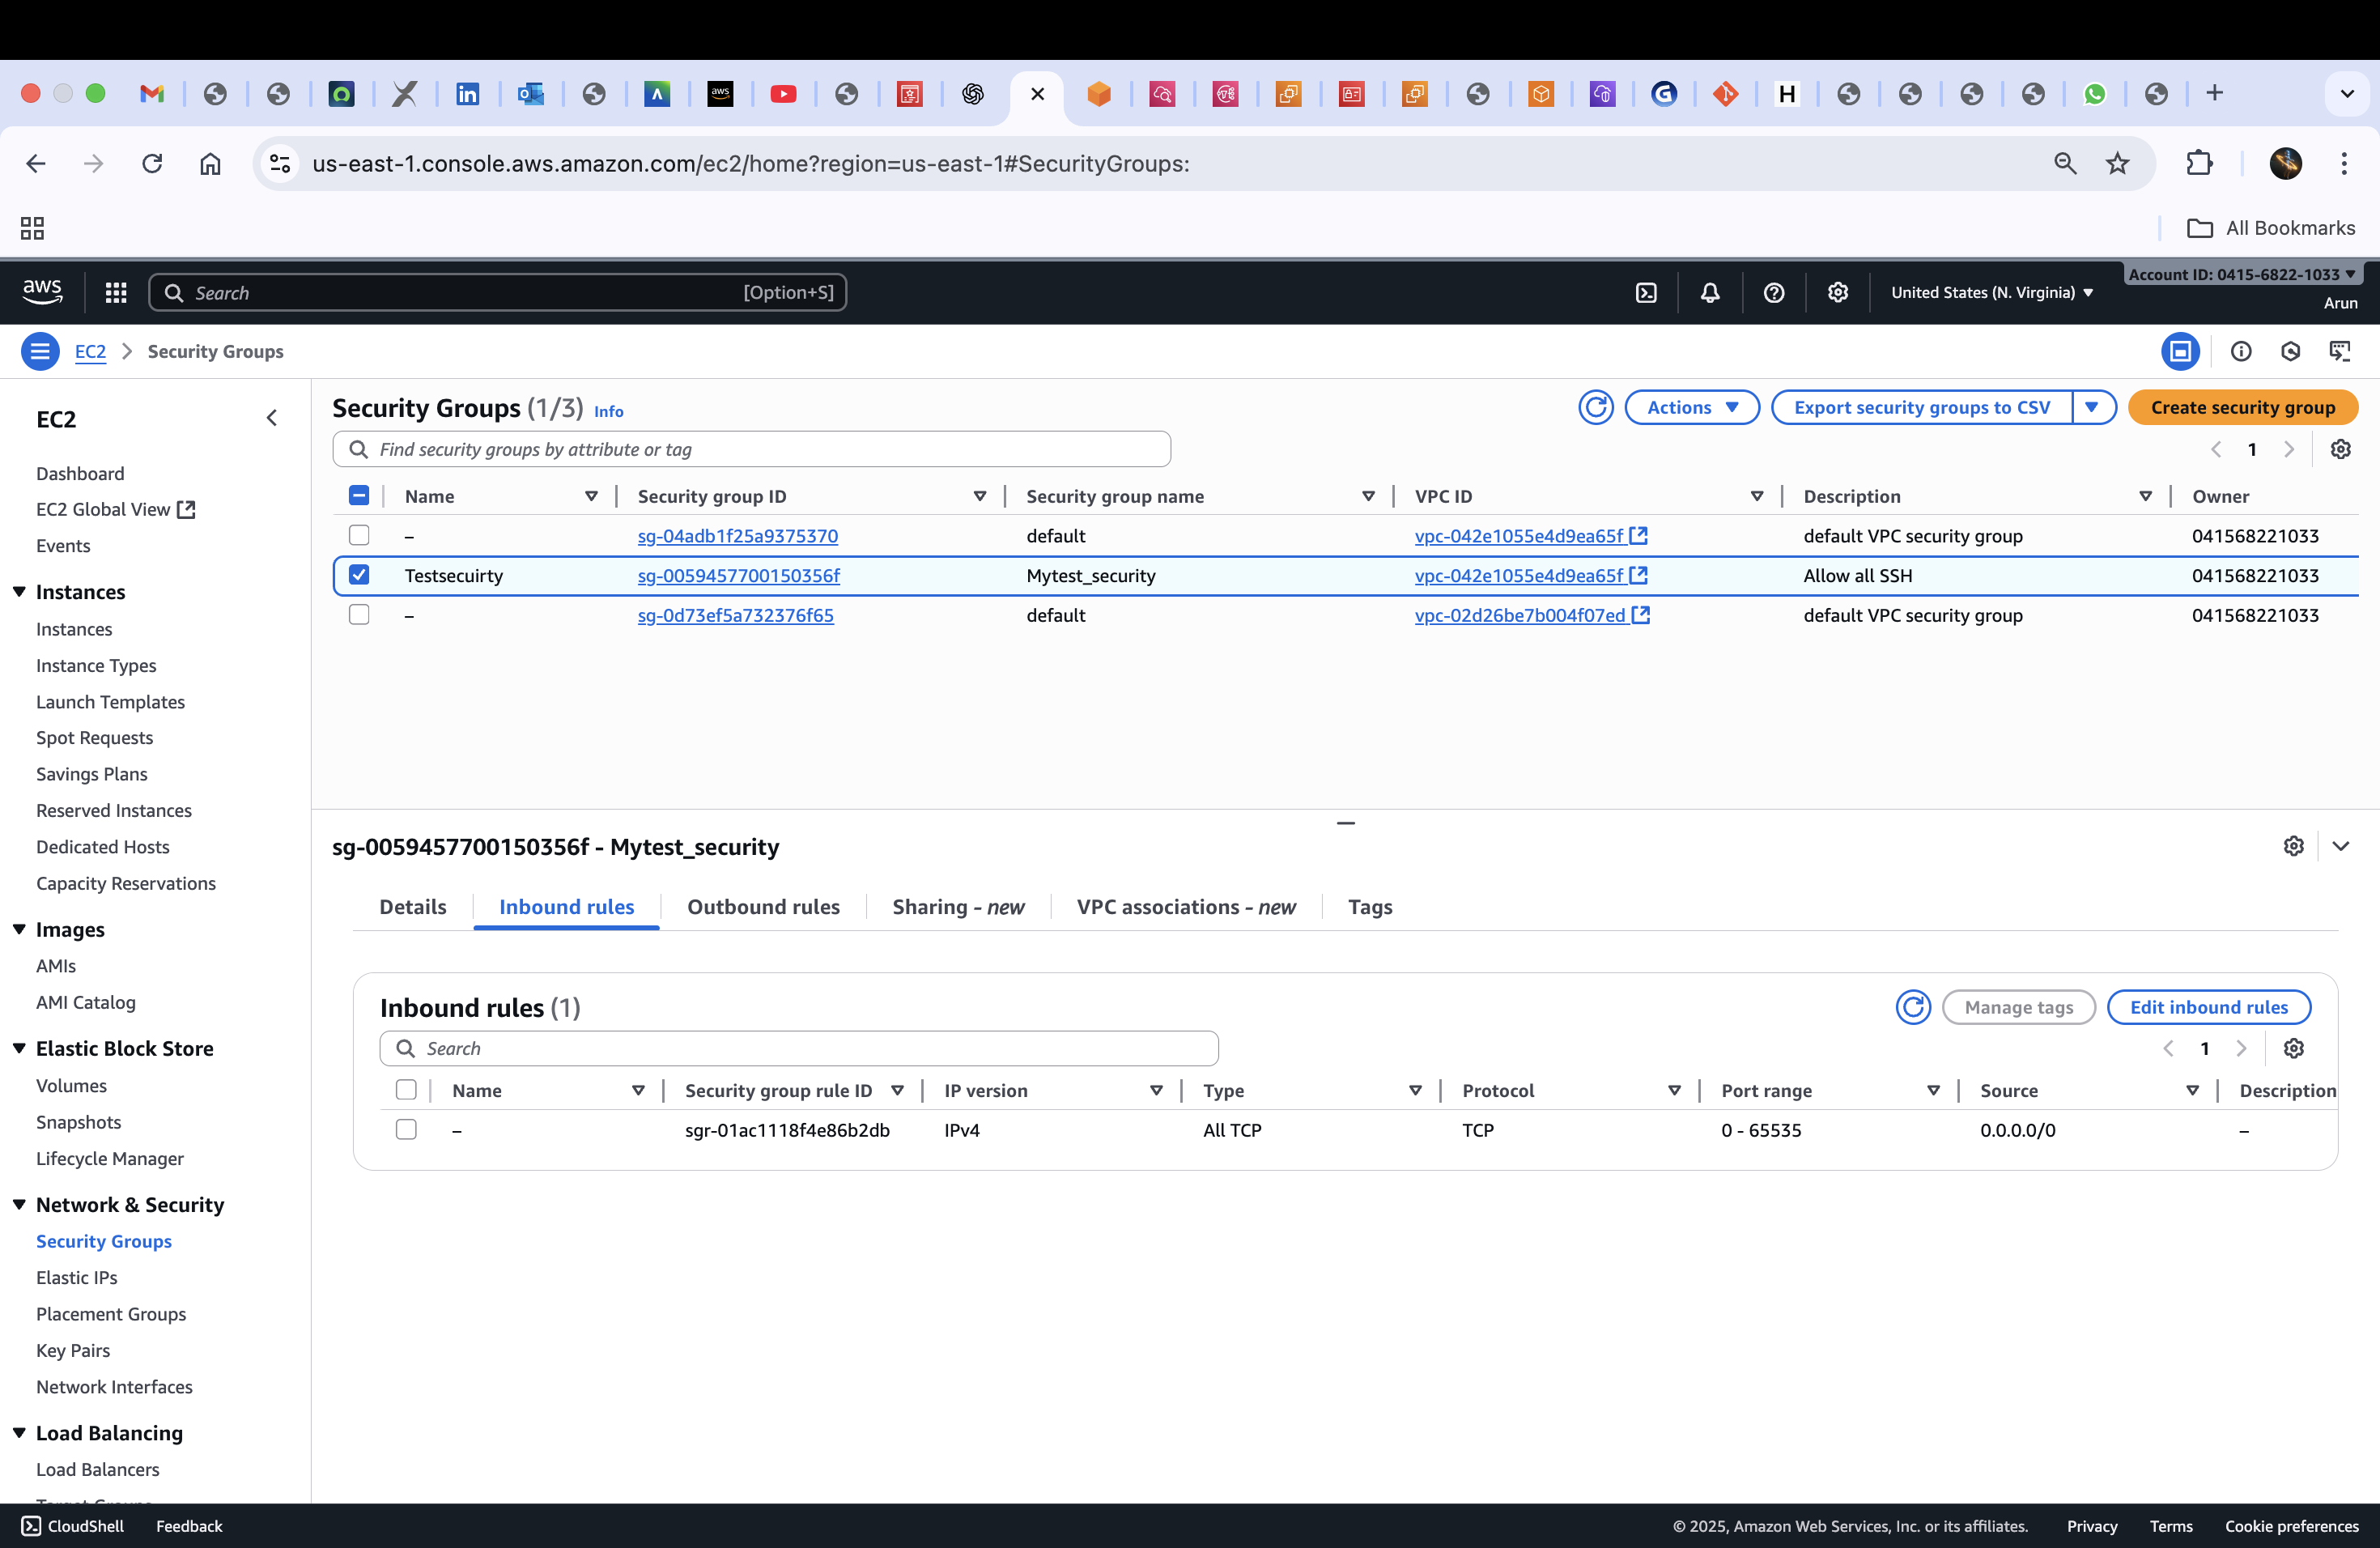 us-east-1.console.aws.amazon.com/ec2/home?region=us-east-1#SecurityGroups:
All Bookmarks
aws
Search
[Option+S]
United States (N. Virginia)
Account ID: 0415-6822-1033
Arun
EC2
Security Groups
EC2
Dashboard
EC2 Global View
Events
Instances
Instances
Instance Types
Launch Templates
Spot Requests
Savings Plans
Reserved Instances
Dedicated Hosts
Capacity Reservations
Images
AMIs
AMI Catalog
Elastic Block Store
Volumes
Snapshots
Lifecycle Manager
Network & Security
Security Groups
Elastic IPs
Placement Groups
Key Pairs
Network Interfaces
Load Balancing
Load Balancers
Security Groups (1/3) Info
Actions
Export security groups to CSV
Create security group
Find security groups by attribute or tag
1
Name Security group ID Security group name VPC ID Description Owner
– sg-04adb1f25a9375370 default vpc-042e1055e4d9ea65f default VPC security group 041568221033
Testsecuirty sg-0059457700150356f Mytest_security vpc-042e1055e4d9ea65f Allow all SSH 041568221033
– sg-0d73ef5a732376f65 default vpc-02d26be7b004f07ed default VPC security group 041568221033
sg-0059457700150356f - Mytest_security
Details Inbound rules Outbound rules Sharing - new VPC associations - new Tags
Inbound rules (1)
Manage tags
Edit inbound rules
Search
1
Name Security group rule ID IP version Type Protocol Port range Source Description
– sgr-01ac1118f4e86b2db IPv4 All TCP TCP 0 - 65535 0.0.0.0/0 –
CloudShell Feedback
© 2025, Amazon Web Services, Inc. or its affiliates. Privacy Terms Cookie preferences